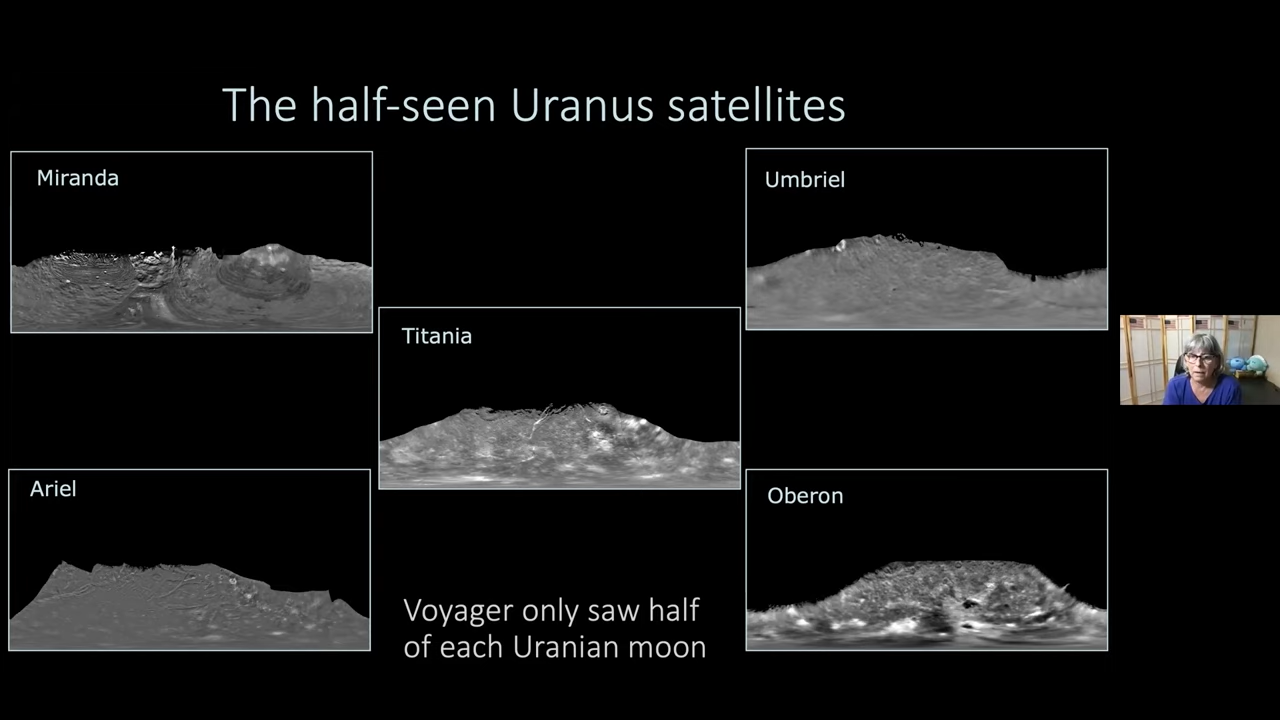 The half-seen Uranus satellites
Miranda
Umbriel
Titania
Ariel
Oberon
Voyager only saw half
of each Uranian moon